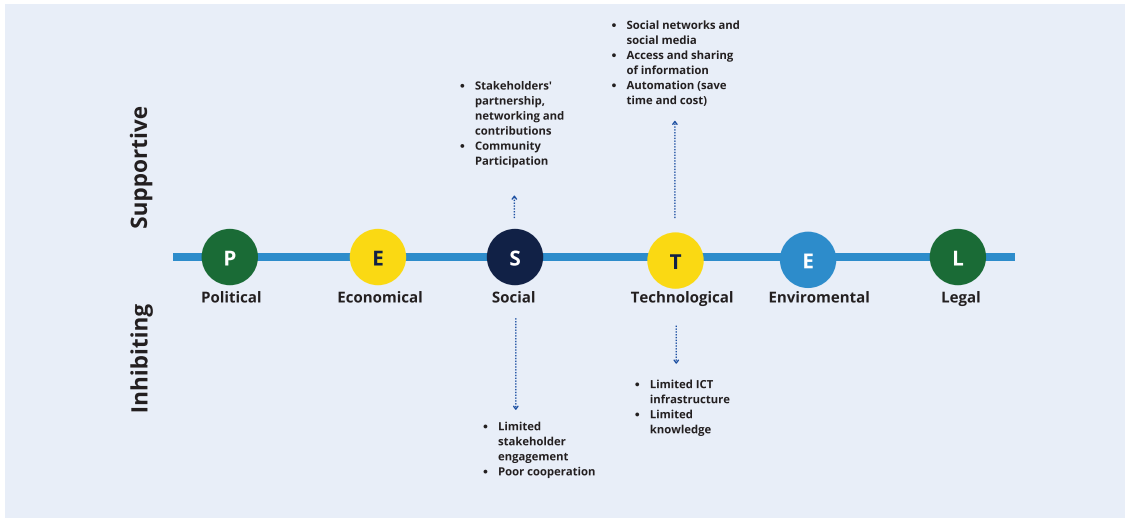 Supportive
Inhibiting
• Social networks and
social media
• Access and sharing
of information
• Automation (save
time and cost)
• Stakeholders'
partnership,
networking and
contributions
• Community
Participation
P
E
S
T
E
L
Political
Economical
Social
Technological
Enviromental
Legal
• Limited
stakeholder
engagement
• Poor cooperation
• Limited ICT
infrastructure
• Limited
knowledge